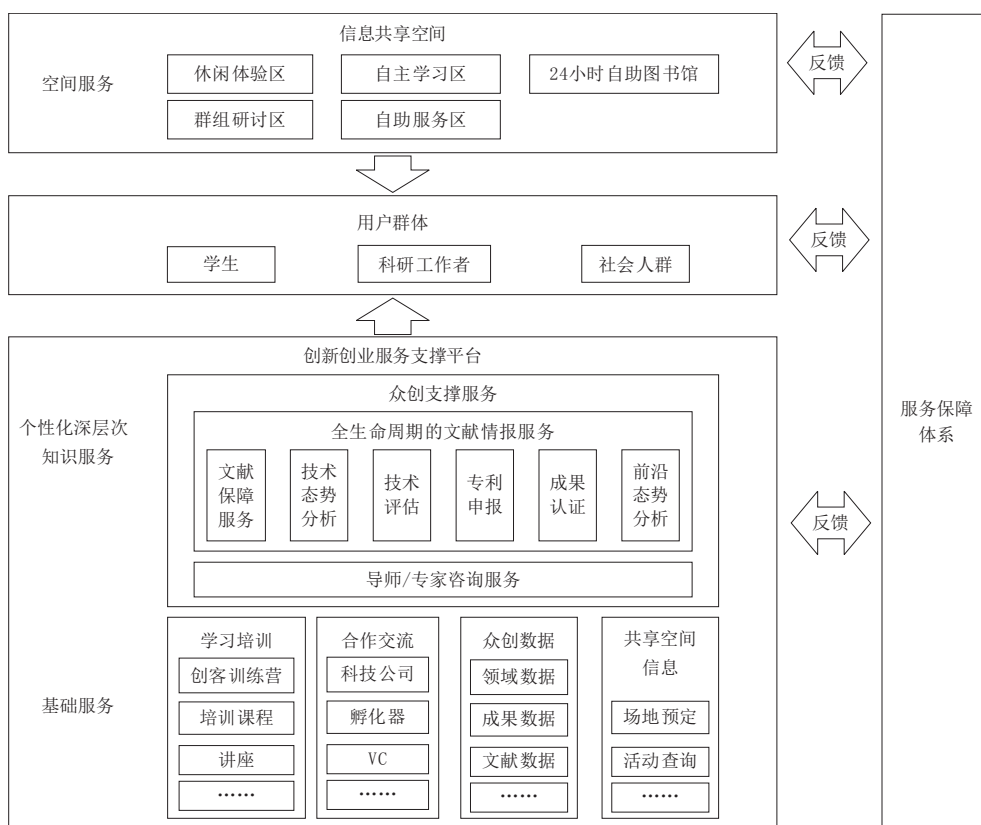 信息共享空间
空间服务
休闲体验区
自主学习区
24小时自助图书馆
群组研讨区
自助服务区
反馈
用户群体
学生
科研工作者
社会人群
反馈
创新创业服务支撑平台
个性化深层次
知识服务
众创支撑服务
全生命周期的文献情报服务
文献
保障
服务
技术
态势
分析
技术
评估
专利
申报
成果
认证
前沿
态势
分析
导师/专家咨询服务
反馈
基础服务
学习培训
创客训练营
培训课程
讲座
……
合作交流
科技公司
孵化器
VC
……
众创数据
领域数据
成果数据
文献数据
……
共享空间
信息
场地预定
活动查询
……
服务保障
体系